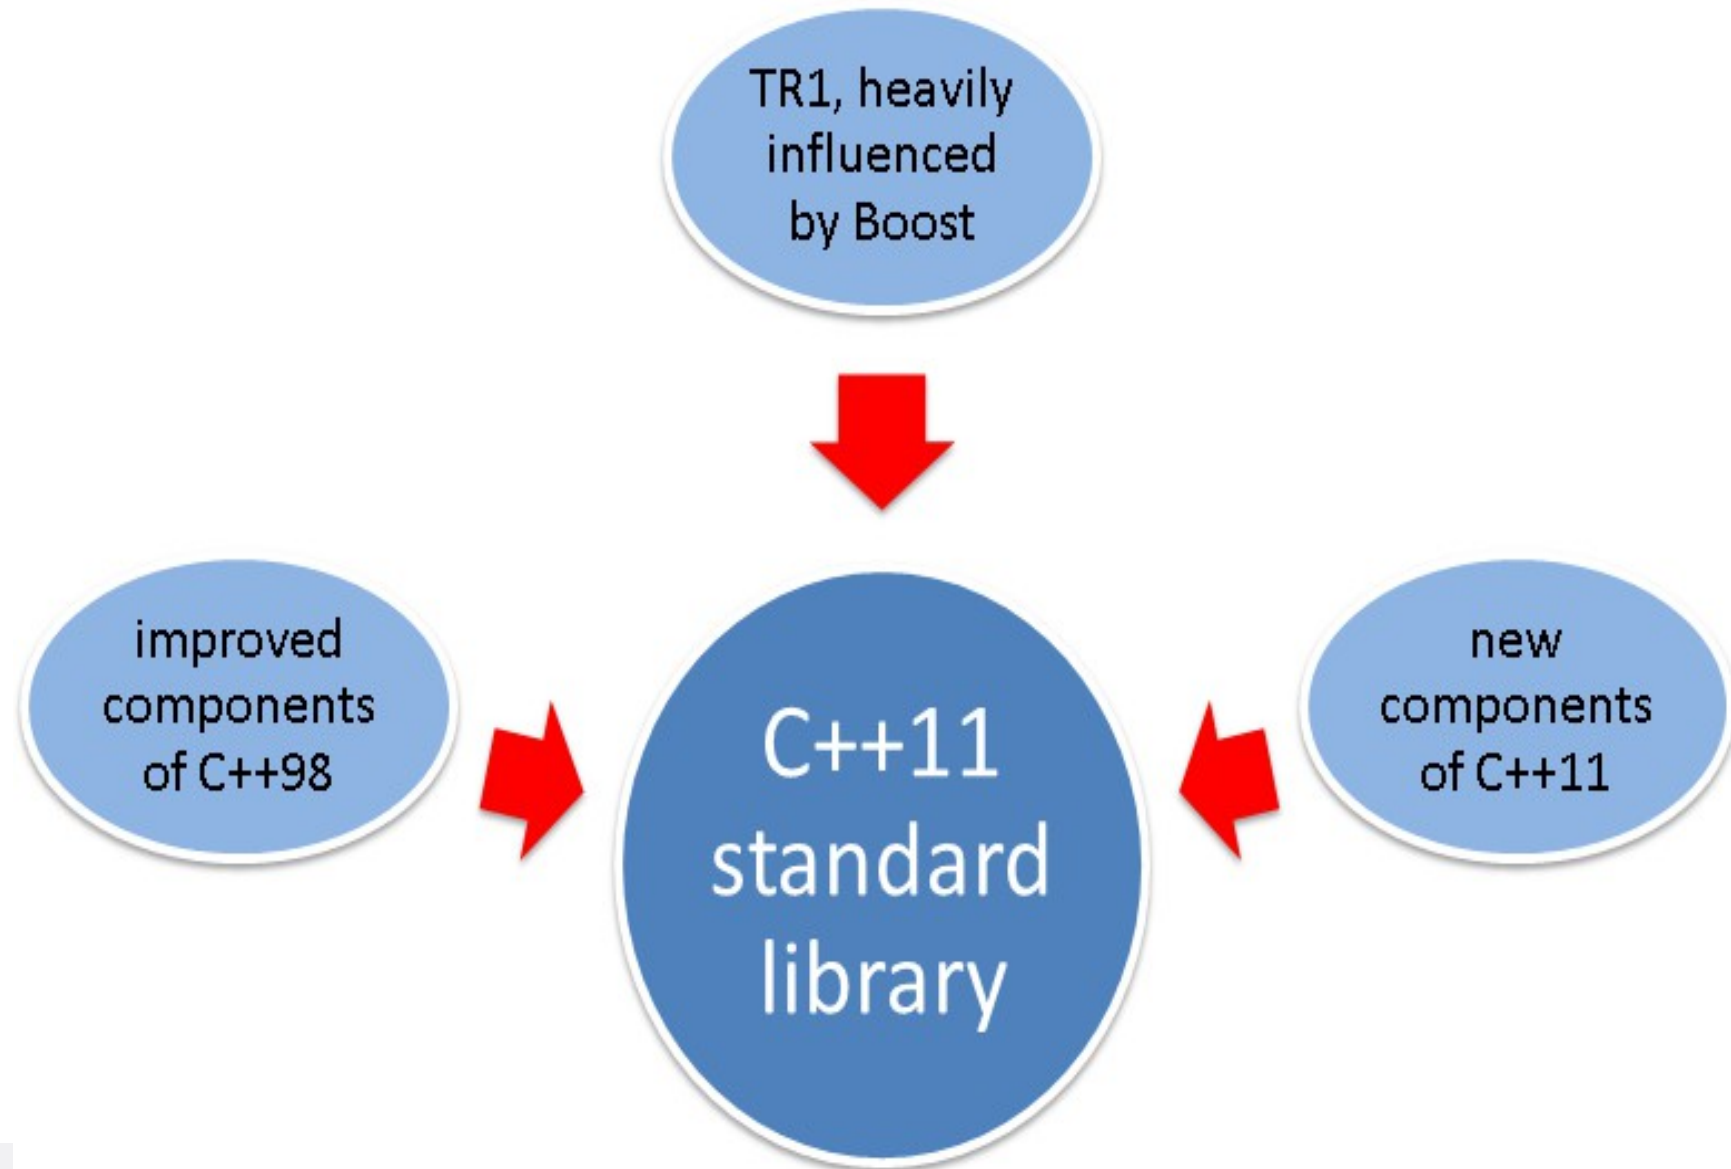 TR1, heavily
influenced
by Boost
improved
components
of C++98
C++11
standard
library
new
components
of C++11